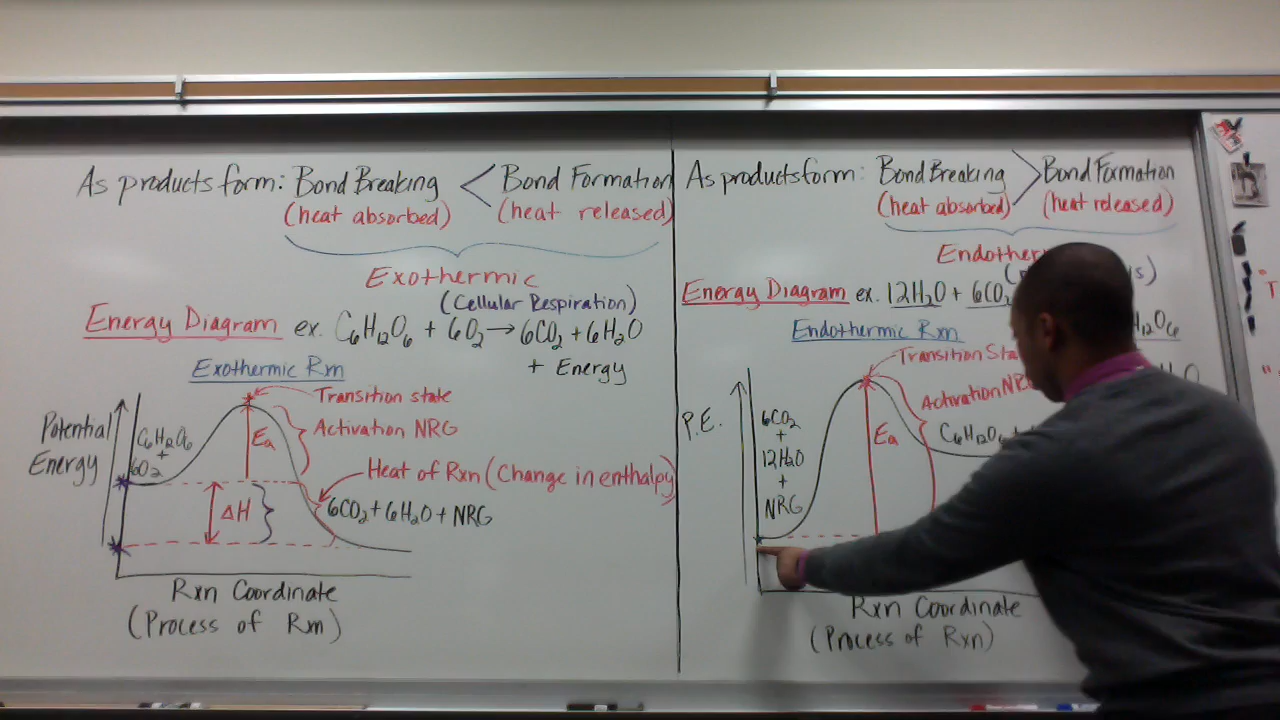 As products form: Bond Breaking < Bond Formation
(heat absorbed) (heat released)
Exothermic
(Cellular Respiration)
Energy Diagram ex. C₆H₁₂O₆ + 6O₂ → 6CO₂ + 6H₂O
+ Energy
Exothermic Rxn
Transition state
Activation NRG
Ea
Potential
Energy
C₆H₁₂O₆
+
6O₂
Heat of Rxn (Change in enthalpy)
ΔH
6CO₂ + 6H₂O + NRG
Rxn Coordinate
(Process of Rxn)
As products form: Bond Breaking > Bond Formation
(heat absorbed) (heat released)
Energy Diagram ex. 12H₂O + 6CO₂
Endothermic Rxn
Transition
Activation
Ea
P.E.
6CO₂
+
12H₂O
+
NRG
C₆H₁₂O₆
Rxn Coordinate
(Process of Rxn)